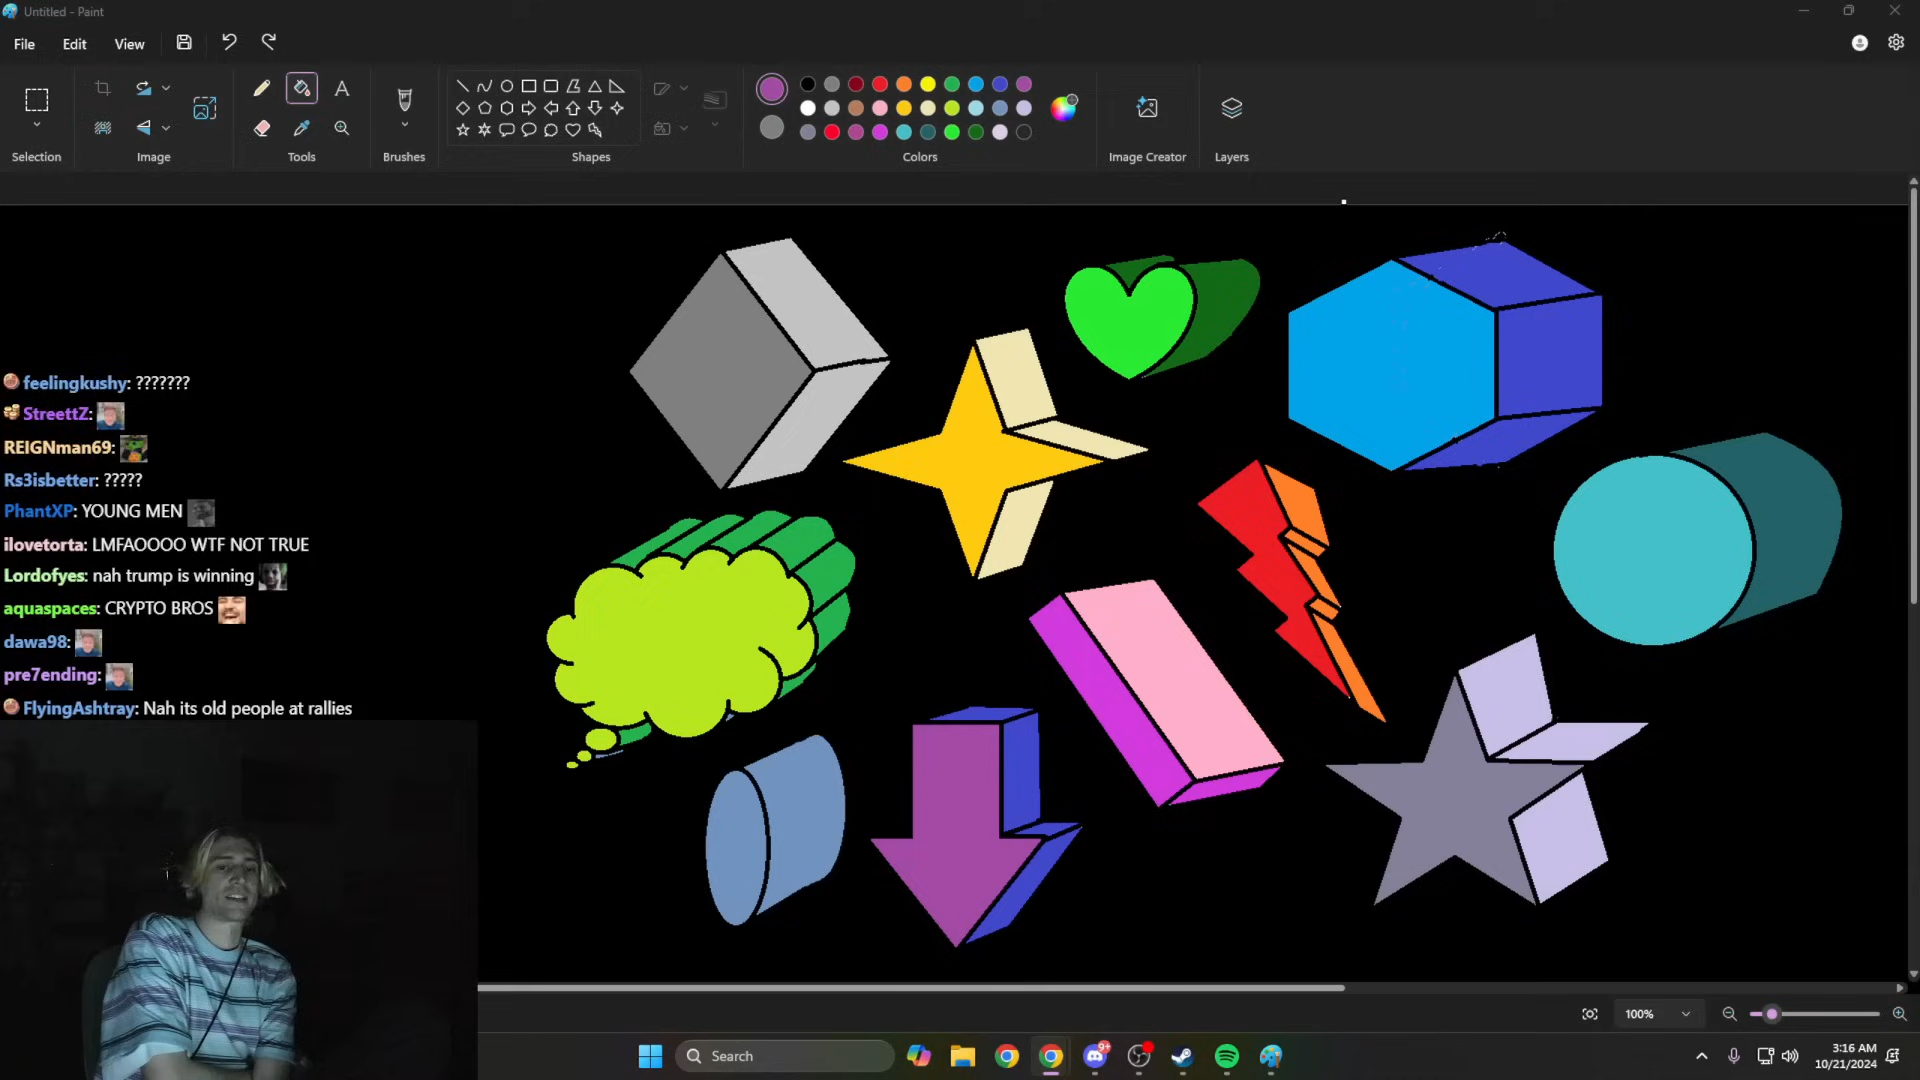 Untitled - Paint
File Edit View
Selection Image Tools Brushes Shapes Colors Image Creator Layers
feelingkushy: ???????
StreettZ:
REIGNman69:
Rs3isbetter: ?????
PhantXP: YOUNG MEN
ilovetorta: LMFAOOOO WTF NOT TRUE
Lordofyes: nah trump is winning
aquaspaces: CRYPTO BROS
dawa98:
pre7ending:
FlyingAshtray: Nah its old people at rallies
100%
Search
9+
3:16 AM
10/21/2024